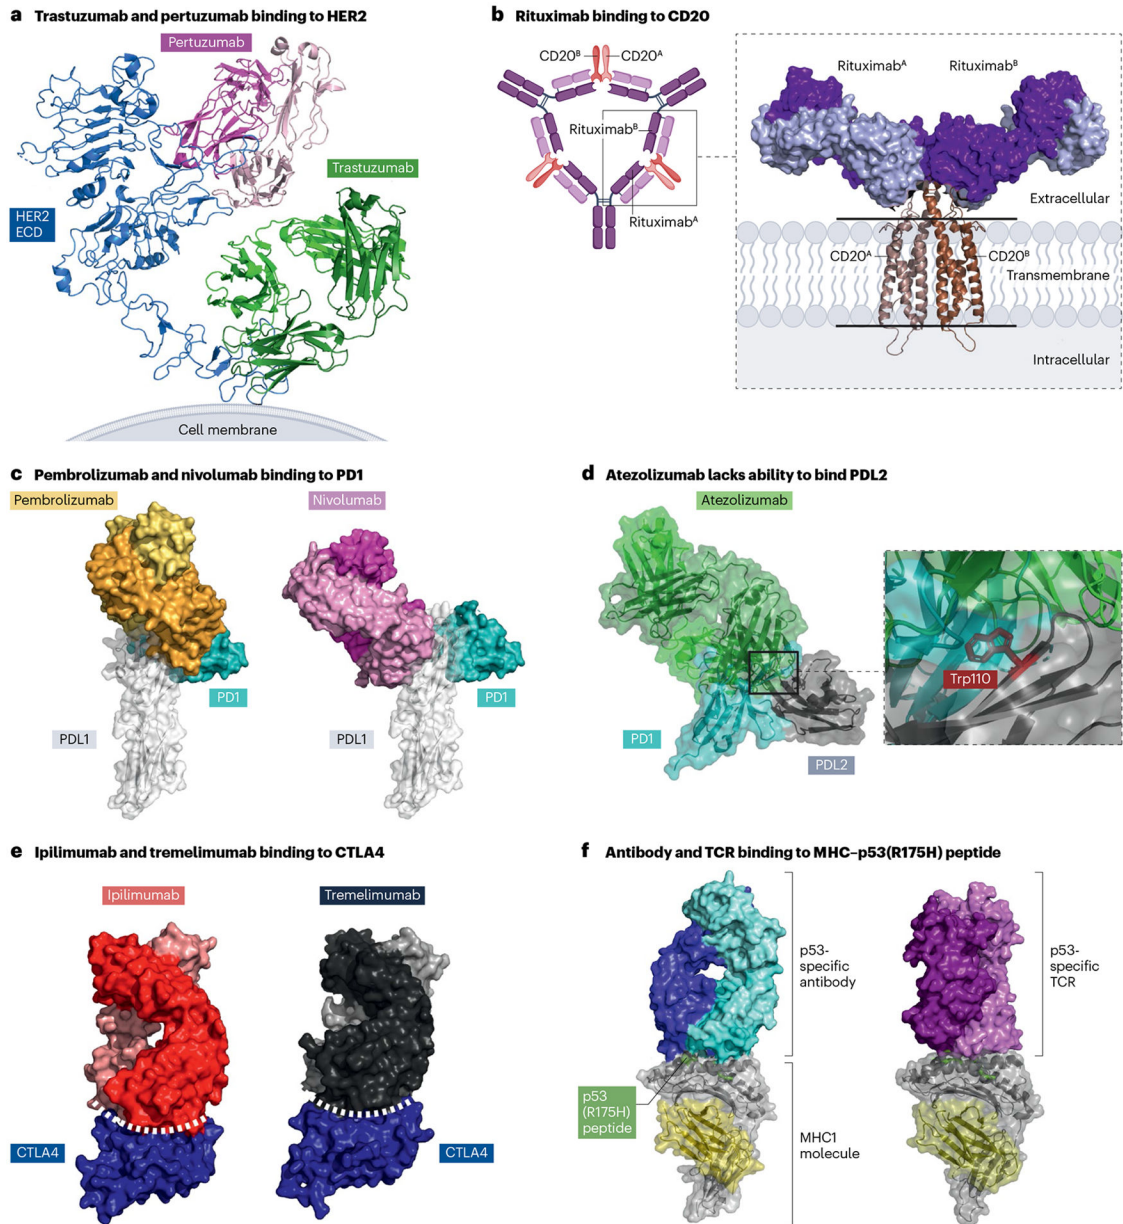 a Trastuzumab and pertuzumab binding to HER2
Pertuzumab
Trastuzumab
HER2
ECD
Cell membrane
b Rituximab binding to CD20
CD20B
CD20A
RituximabB
RituximabA
RituximabA
RituximabB
Extracellular
CD20A
CD20B
Transmembrane
Intracellular
c Pembrolizumab and nivolumab binding to PD1
Pembrolizumab
Nivolumab
PD1
PD1
PDL1
PDL1
d Atezolizumab lacks ability to bind PDL2
Atezolizumab
Trp110
PD1
PDL2
e Ipilimumab and tremelimumab binding to CTLA4
Ipilimumab
Tremelimumab
CTLA4
CTLA4
f Antibody and TCR binding to MHC–p53(R175H) peptide
p53-
specific
antibody
p53-
specific
TCR
p53
(R175H)
peptide
MHC1
molecule